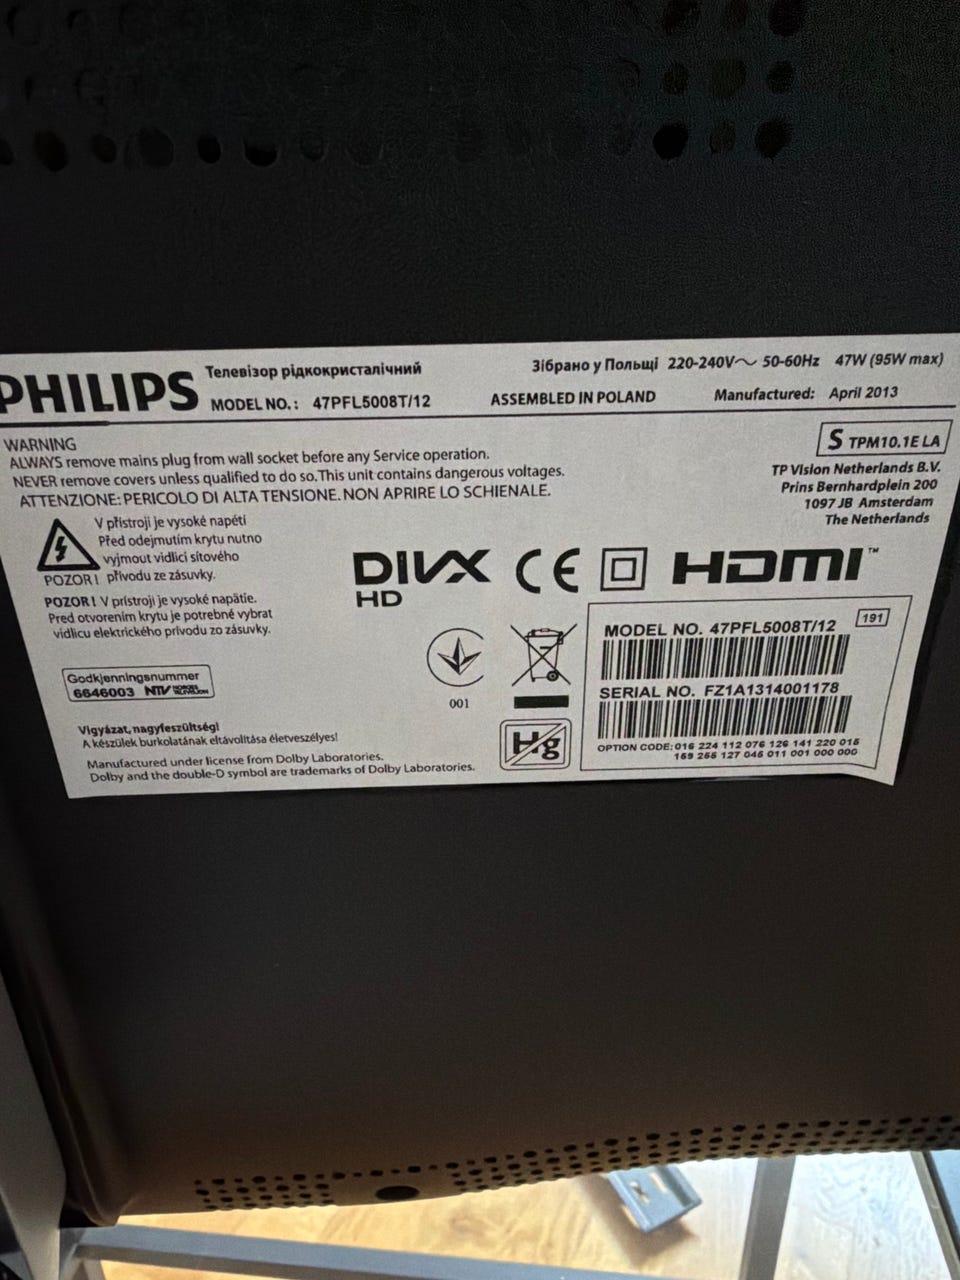 PHILIPS
Телевізор рідкокристалічний
Зібрано у Польщі 220-240V~ 50-60Hz 47W (95W max)
MODEL NO.: 47PFL5008T/12 ASSEMBLED IN POLAND Manufactured: April 2013
WARNING
ALWAYS remove mains plug from wall socket before any Service operation.
NEVER remove covers unless qualified to do so.This unit contains dangerous voltages.
ATTENZIONE: PERICOLO DI ALTA TENSIONE. NON APRIRE LO SCHIENALE.
S TPM10.1E LA
TP Vision Netherlands B.V.
Prins Bernhardplein 200
1097 JB Amsterdam
The Netherlands
V přístroji je vysoké napětí
Před odejmutím krytu nutno
vyjmout vidlici síťového
POZOR! přívodu ze zásuvky.
POZOR! V prístroji je vysoké napätie.
Pred otvorením krytu je potrebné vybrat
vidlicu elektrického prívodu zo zásuvky.
DIVX
HD
CE
HDMI™
Godkjenningsnummer
6646003 NTV NORGES TELEVISJON
001
Hg
MODEL NO. 47PFL5008T/12
191
SERIAL NO. FZ1A1314001178
OPTION CODE: 016 224 112 076 126 141 220 015
169 255 127 046 011 001 000 000
Vigyázat, nagyfeszültség!
A készülek burkolatának eltávolítása életveszélyes!
Manufactured under license from Dolby Laboratories.
Dolby and the double-D symbol are trademarks of Dolby Laboratories.